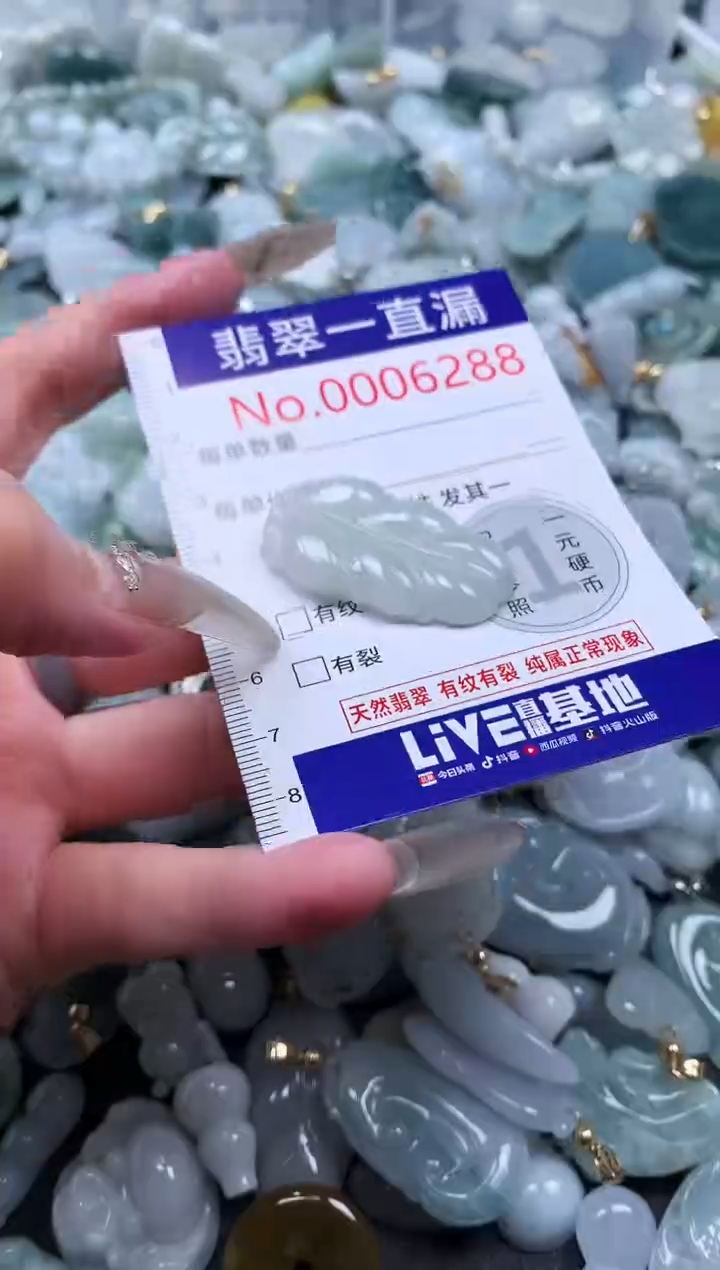 翡翠一直漏
No.0006288
每单数量
发其一
一元硬币
1
照
有纹
有裂
6
7
8
天然翡翠 有纹有裂 纯属正常现象
LIVE直播基地
今日头条 抖音 西瓜视频 抖音火山版